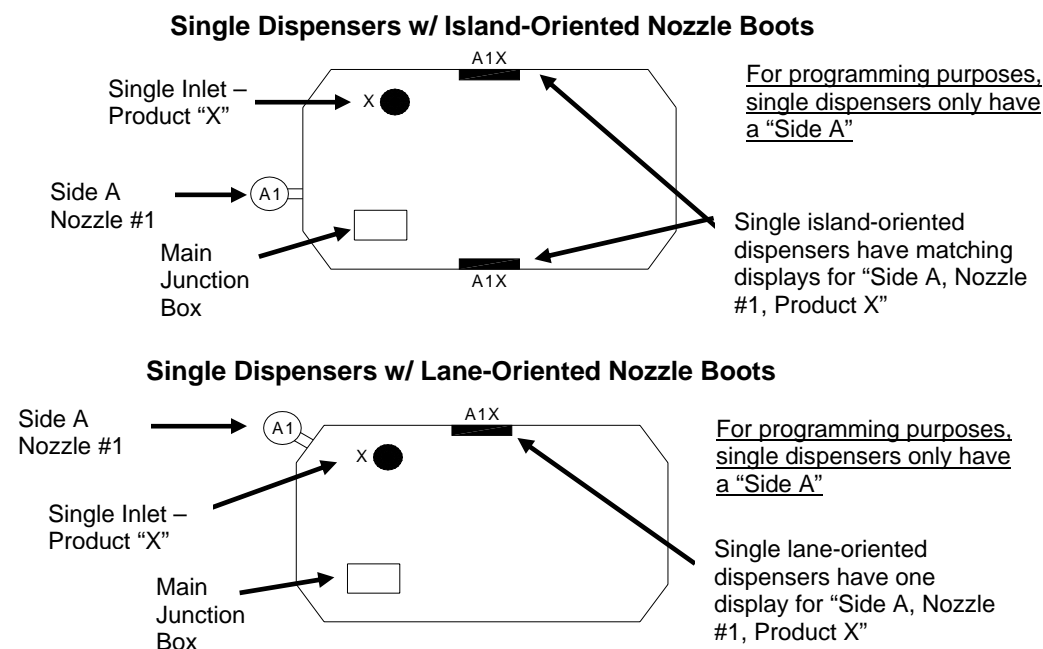 Single Dispensers w/ Island-Oriented Nozzle Boots
A1X
Single Inlet –
Product “X”
X
For programming purposes,
single dispensers only have
a “Side A”
Side A
Nozzle #1
A1
Main
Junction
Box
A1X
Single island-oriented
dispensers have matching
displays for “Side A, Nozzle
#1, Product X”
Single Dispensers w/ Lane-Oriented Nozzle Boots
Side A
Nozzle #1
A1
A1X
X
For programming purposes,
single dispensers only have
a “Side A”
Single Inlet –
Product “X”
Main
Junction
Box
Single lane-oriented
dispensers have one
display for “Side A, Nozzle
#1, Product X”